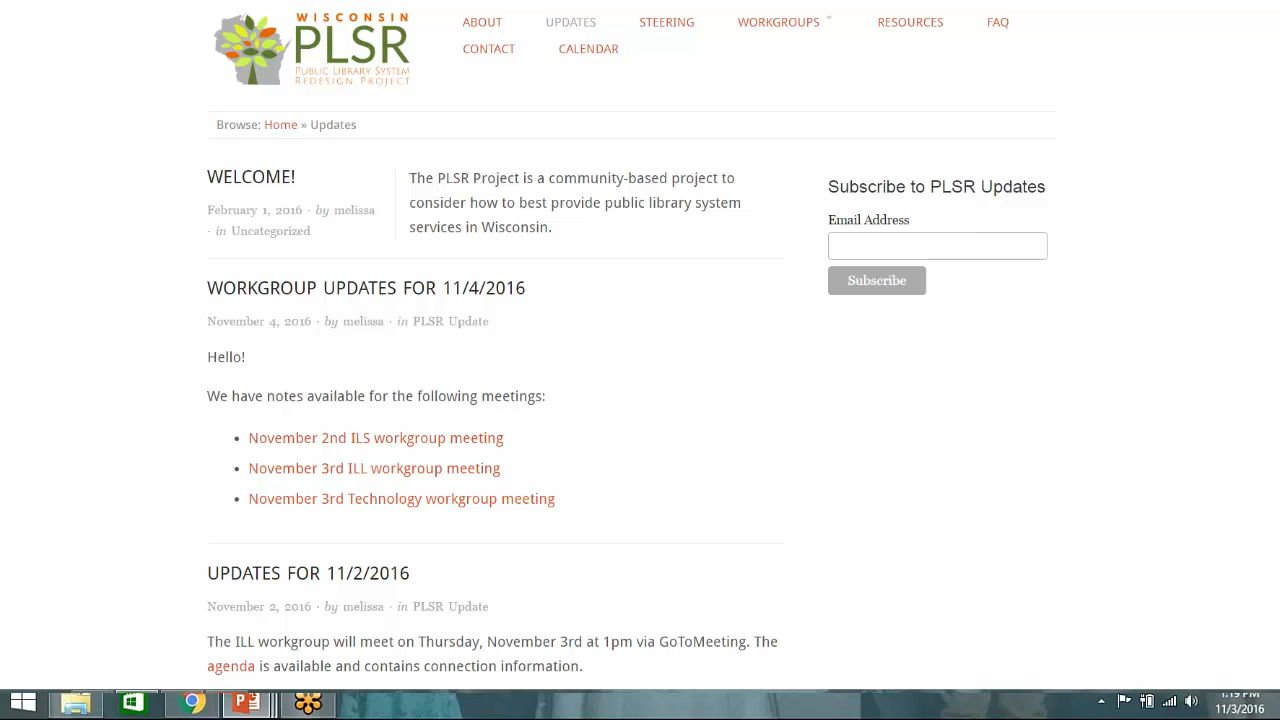 WISCONSIN
PLSR
PUBLIC LIBRARY SYSTEM
REDESIGN PROJECT
ABOUT UPDATES STEERING WORKGROUPS RESOURCES FAQ
CONTACT CALENDAR
Browse: Home » Updates
WELCOME!
February 1, 2016 · by melissa
· in Uncategorized
The PLSR Project is a community-based project to
consider how to best provide public library system
services in Wisconsin.
Subscribe to PLSR Updates
Email Address
Subscribe
WORKGROUP UPDATES FOR 11/4/2016
November 4, 2016 · by melissa · in PLSR Update
Hello!
We have notes available for the following meetings:
• November 2nd ILS workgroup meeting
• November 3rd ILL workgroup meeting
• November 3rd Technology workgroup meeting
UPDATES FOR 11/2/2016
November 2, 2016 · by melissa · in PLSR Update
The ILL workgroup will meet on Thursday, November 3rd at 1pm via GoToMeeting. The
agenda is available and contains connection information.
1:19 PM
11/3/2016